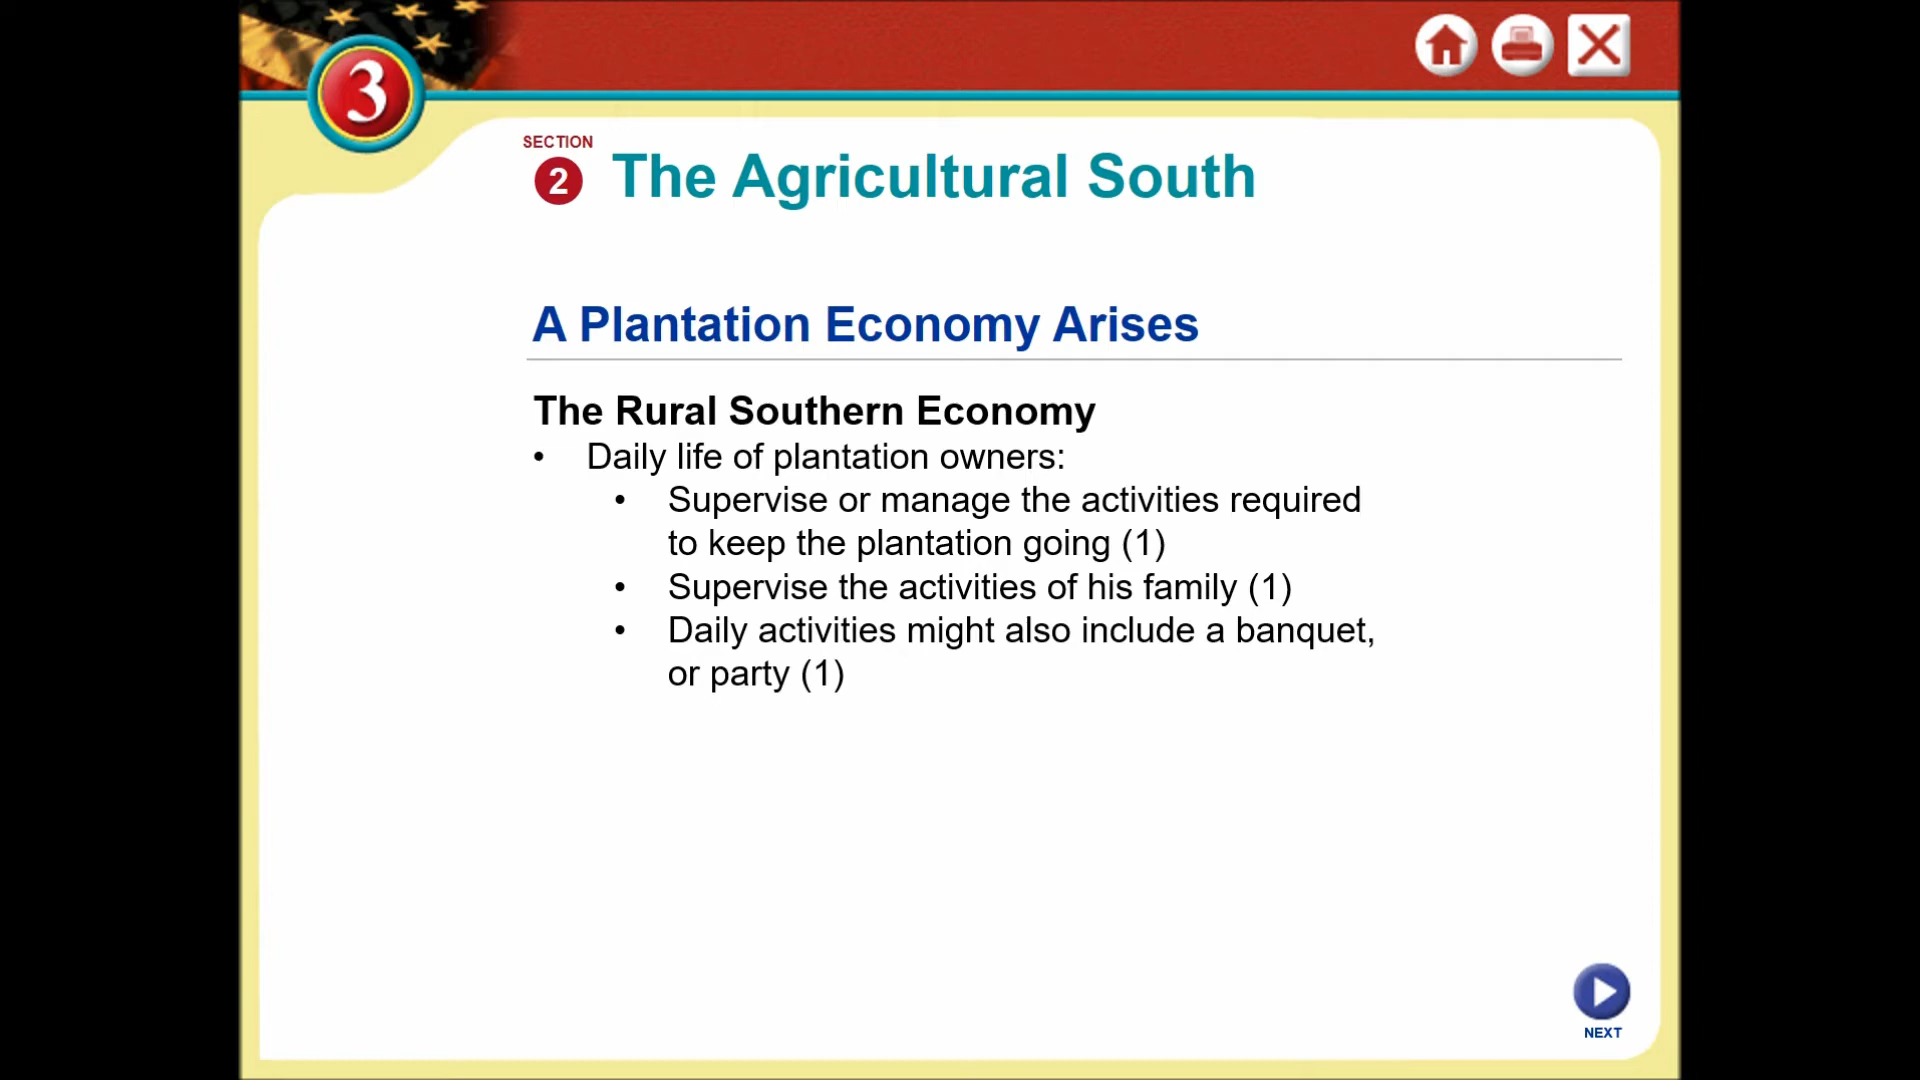 3
SECTION
2
The Agricultural South
A Plantation Economy Arises
The Rural Southern Economy
• Daily life of plantation owners:
• Supervise or manage the activities required
to keep the plantation going (1)
• Supervise the activities of his family (1)
• Daily activities might also include a banquet,
or party (1)
NEXT